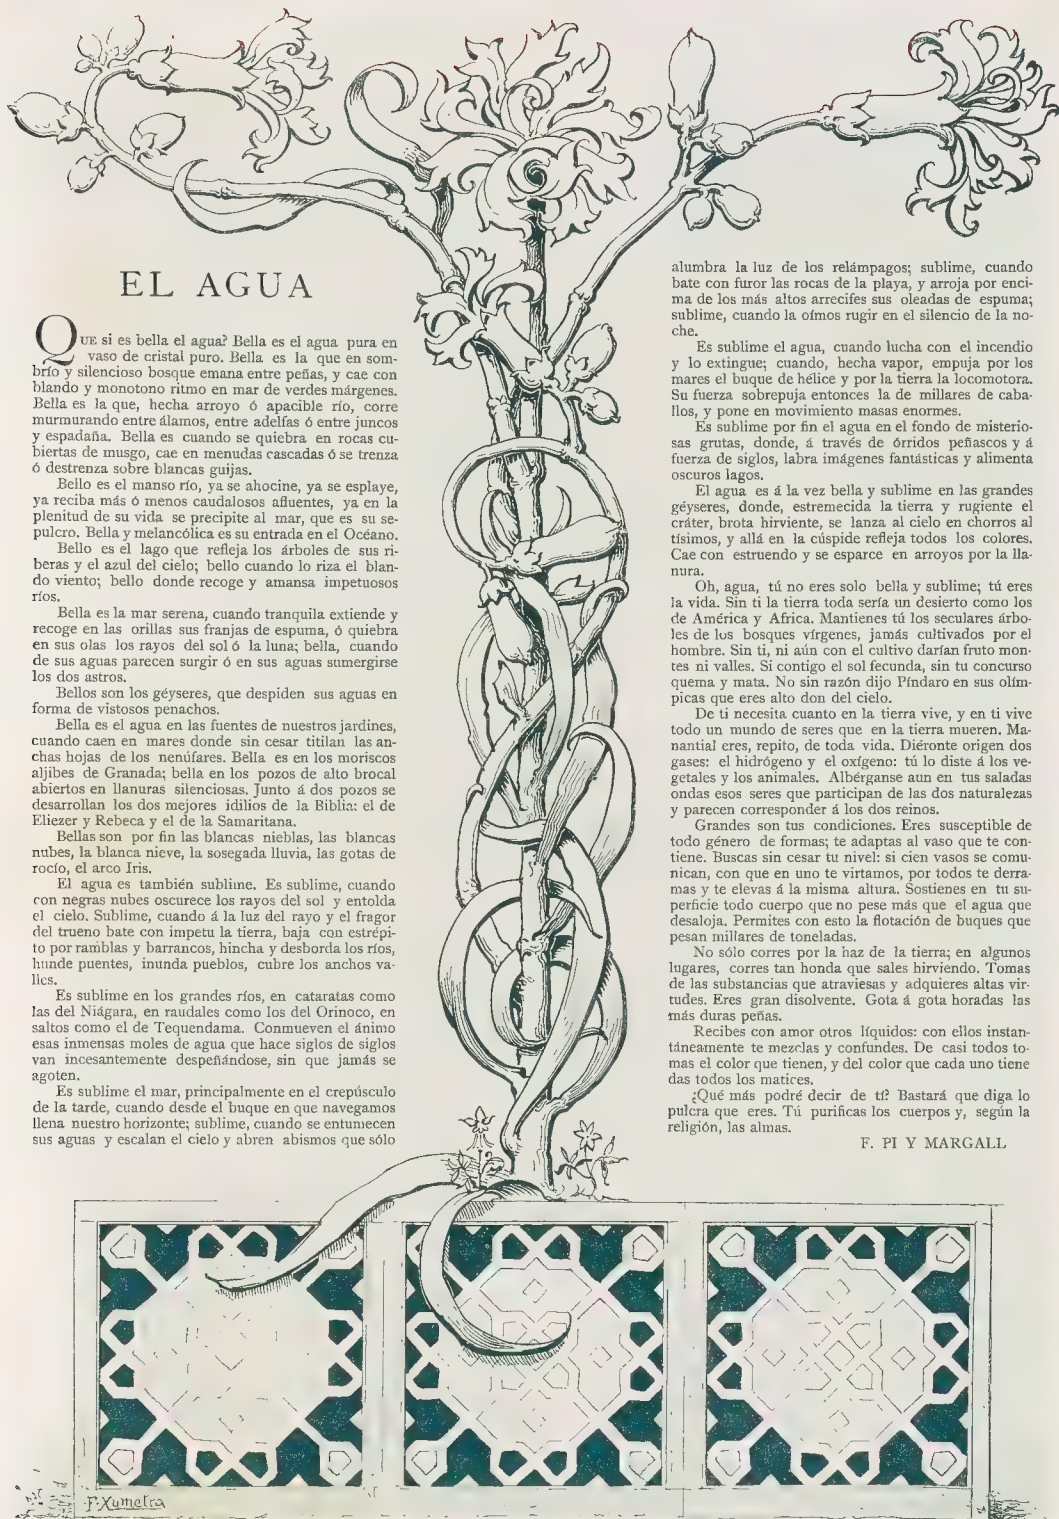 EL AGUA
QUE si es bella el agua? Bella es el agua pura en
vaso de cristal puro. Bella es la que en som-
brío y silencioso bosque emana entre peñas, y cae con
blando y monotono ritmo en mar de verdes márgenes.
Bella es la que, hecha arroyo ó apacible río, corre
murmurando entre álamos, entre adelfas ó entre juncos
y espadaña. Bella es cuando se quiebra en rocas cu-
biertas de musgo, cae en menudas cascadas ó se trenza
ó destrenza sobre blancas guijas.
Bello es el manso río, ya se ahocine, ya se esplaye,
ya reciba más ó menos caudalosos afluentes, ya en la
plenitud de su vida se precipite al mar, que es su se-
pulcro. Bella y melancólica es su entrada en el Océano.
Bello es el lago que refleja los árboles de sus ri-
beras y el azul del cielo; bello cuando lo riza el blan-
do viento; bello donde recoge y amansa impetuosos
ríos.
Bella es la mar serena, cuando tranquila extiende y
recoge en las orillas sus franjas de espuma, ó quiebra
en sus olas los rayos del sol ó la luna; bella, cuando
de sus aguas parecen surgir ó en sus aguas sumergirse
los dos astros.
Bellos son los géyseres, que despiden sus aguas en
forma de vistosos penachos.
Bella es el agua en las fuentes de nuestros jardines,
cuando caen en mares donde sin cesar titilan las an-
chas hojas de los nenúfares. Bella es en los moriscos
aljibes de Granada; bella en los pozos de alto brocal
abiertos en llanuras silenciosas. Junto á dos pozos se
desarrollan los dos mejores idilios de la Biblia: el de
Eliezer y Rebeca y el de la Samaritana.
Bellas son por fin las blancas nieblas, las blancas
nubes, la blanca nieve, la sosegada lluvia, las gotas de
rocío, el arco Iris.
El agua es también sublime. Es sublime, cuando
con negras nubes oscurece los rayos del sol y entolda
el cielo. Sublime, cuando á la luz del rayo y el fragor
del trueno bate con impetu la tierra, baja con estrépi-
to por ramblas y barrancos, hincha y desborda los ríos,
hunde puentes, inunda pueblos, cubre los anchos va-
lles.
Es sublime en los grandes ríos, en cataratas como
las del Niágara, en raudales como los del Orinoco, en
saltos como el de Tequendama. Conmueven el ánimo
esas inmensas moles de agua que hace siglos de siglos
van incesantemente despeñándose, sin que jamás se
agoten.
Es sublime el mar, principalmente en el crepúsculo
de la tarde, cuando desde el buque en que navegamos
llena nuestro horizonte; sublime, cuando se entumecen
sus aguas y escalan el cielo y abren abismos que sólo
alumbra la luz de los relámpagos; sublime, cuando
bate con furor las rocas de la playa, y arroja por enci-
ma de los más altos arrecifes sus oleadas de espuma;
sublime, cuando la oímos rugir en el silencio de la no-
che.
Es sublime el agua, cuando lucha con el incendio
y lo extingue; cuando, hecha vapor, empuja por los
mares el buque de hélice y por la tierra la locomotora.
Su fuerza sobrepuja entonces la de millares de caba-
llos, y pone en movimiento masas enormes.
Es sublime por fin el agua en el fondo de misterio-
sas grutas, donde, á través de órridos peñascos y á
fuerza de siglos, labra imágenes fantásticas y alimenta
oscuros lagos.
El agua es á la vez bella y sublime en las grandes
géyseres, donde, estremecida la tierra y rugiente el
cráter, brota hirviente, se lanza al cielo en chorros al
tísimos, y allá en la cúspide refleja todos los colores.
Cae con estruendo y se esparce en arroyos por la lla-
nura.
Oh, agua, tú no eres solo bella y sublime; tú eres
la vida. Sin ti la tierra toda sería un desierto como los
de América y Africa. Mantienes tú los seculares árbo-
les de los bosques vírgenes, jamás cultivados por el
hombre. Sin ti, ni aún con el cultivo darían fruto mon-
tes ni valles. Si contigo el sol fecunda, sin tu concurso
quema y mata. No sin razón dijo Píndaro en sus olím-
picas que eres alto don del cielo.
De ti necesita cuanto en la tierra vive, y en ti vive
todo un mundo de seres que en la tierra mueren. Ma-
nantial eres, repito, de toda vida. Diéronte origen dos
gases: el hidrógeno y el oxígeno: tú lo diste á los ve-
getales y los animales. Albérganse aun en tus saladas
ondas esos seres que participan de las dos naturalezas
y parecen corresponder á los dos reinos.
Grandes son tus condiciones. Eres susceptible de
todo género de formas; te adaptas al vaso que te con-
tiene. Buscas sin cesar tu nivel: si cien vasos se comu-
nican, con que en uno te virtamos, por todos te derra-
mas y te elevas á la misma altura. Sostienes en tu su-
perficie todo cuerpo que no pese más que el agua que
desaloja. Permites con esto la flotación de buques que
pesan millares de toneladas.
No sólo corres por la haz de la tierra; en algunos
lugares, corres tan honda que sales hirviendo. Tomas
de las substancias que atraviesas y adquieres altas vir-
tudes. Eres gran disolvente. Gota á gota horadas las
más duras peñas.
Recibes con amor otros líquidos: con ellos instan-
táneamente te mezclas y confundes. De casi todos to-
mas el color que tienen, y del color que cada uno tiene
das todos los matices.
¿Qué más podré decir de tí? Bastará que diga lo
pulcra que eres. Tú purificas los cuerpos y, según la
religión, las almas.
F. PI Y MARGALL
F. Xumetra